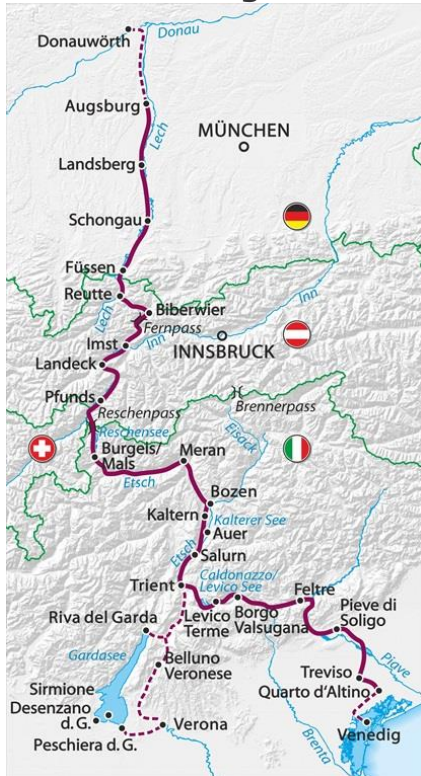 Donau
Donauwörth
Augsburg
Lech
MÜNCHEN
Landsberg
Schongau
Füssen
Reutte
Lech
Biberwier
Fernpass
Inn
Imst
Inn
INNSBRUCK
Landeck
Pfunds
Reschenpass
Brennerpass
Reschensee
Eisack
Burgeis/
Mals
Meran
Etsch
Bozen
Kaltern
Kalterer See
Auer
Etsch
Salurn
Trient
Caldonazzo/
Levico See
Feltre
Riva del Garda
Levico
Terme
Borgo
Valsugana
Pieve di
Soligo
Gardasee
Belluno
Veronese
Piave
Treviso
Sirmione
Quarto d'Altino
Desenzano
d. G.
Verona
Peschiera d. G.
Brenta
Venedig